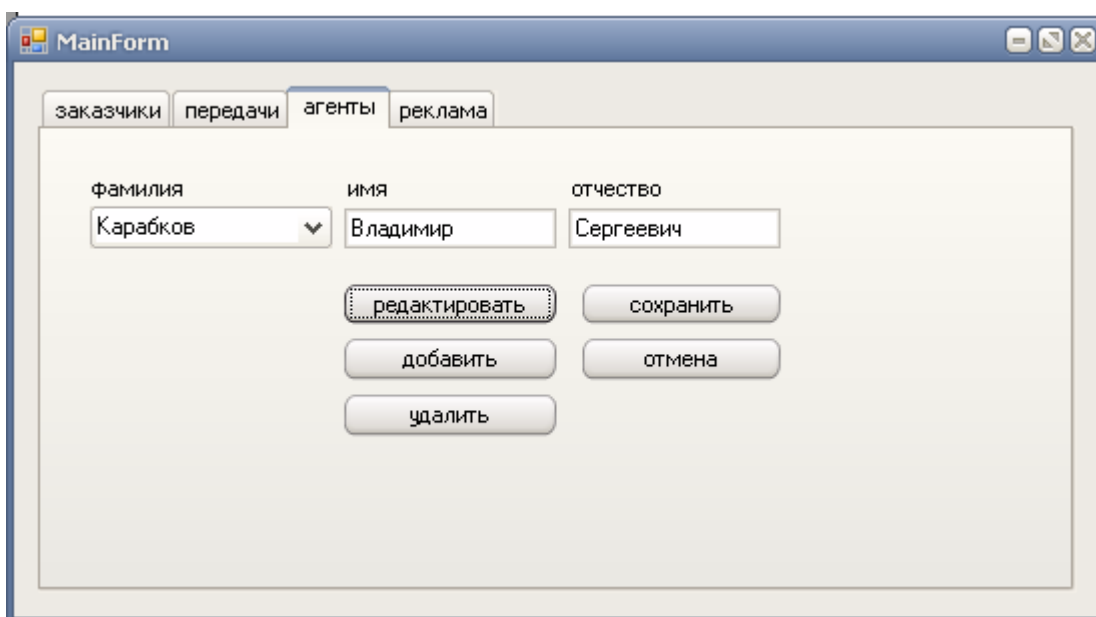 MainForm
заказчики передачи агенты реклама
фамилия имя отчество
Карабков Владимир Сергеевич
редактировать сохранить
добавить отмена
удалить